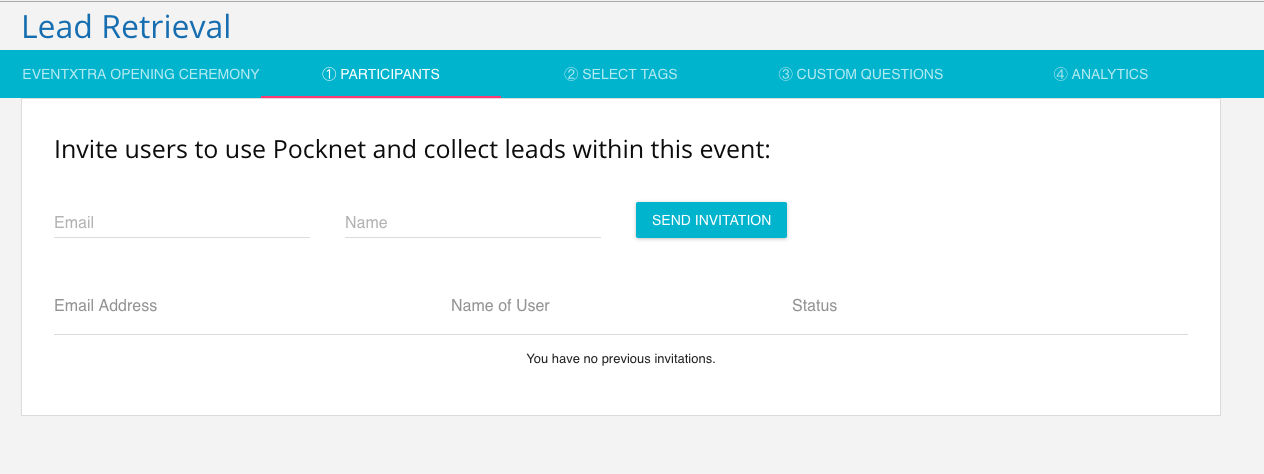 Lead Retrieval
EVENTXTRA OPENING CEREMONY ① PARTICIPANTS ② SELECT TAGS ③ CUSTOM QUESTIONS ④ ANALYTICS
Invite users to use Pocknet and collect leads within this event:
Email Name SEND INVITATION
Email Address Name of User Status
You have no previous invitations.